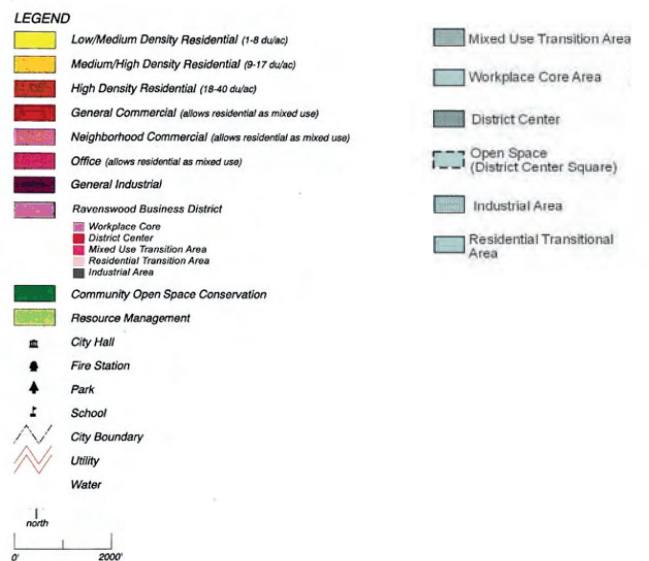 LEGEND
Low/Medium Density Residential (1-8 du/ac)
Medium/High Density Residential (9-17 du/ac)
High Density Residential (18-40 du/ac)
General Commercial (allows residential as mixed use)
Neighborhood Commercial (allows residential as mixed use)
Office (allows residential as mixed use)
General Industrial
Ravenswood Business District
Workplace Core
District Center
Mixed Use Transition Area
Residential Transition Area
Industrial Area
Community Open Space Conservation
Resource Management
City Hall
Fire Station
Park
School
City Boundary
Utility
Water
north
0' 2000'
Mixed Use Transition Area
Workplace Core Area
District Center
Open Space
(District Center Square)
Industrial Area
Residential Transitional
Area